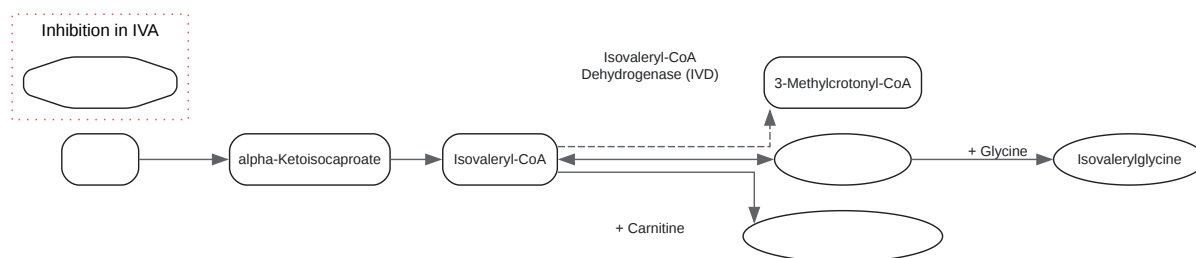 Inhibition in IVA
Isovaleryl-CoA
Dehydrogenase (IVD)
3-Methylcrotonyl-CoA
alpha-Ketoisocaproate
Isovaleryl-CoA
+ Glycine
Isovalerylglycine
+ Carnitine